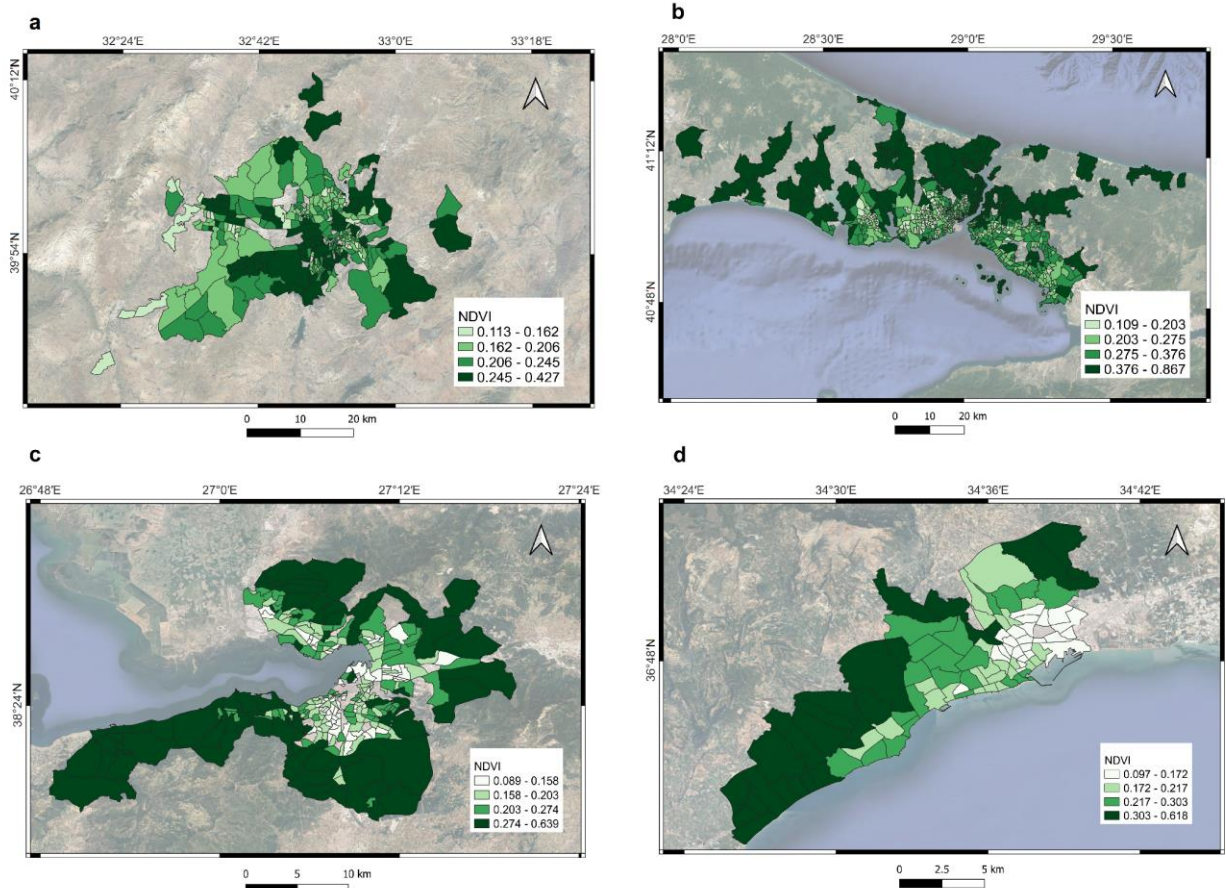 a
32°24'E 32°42'E 33°0'E 33°18'E
40°12'N
39°54'N
NDVI
0.113 - 0.162
0.162 - 0.206
0.206 - 0.245
0.245 - 0.427
0 10 20 km
b
28°0'E 28°30'E 29°0'E 29°30'E
41°12'N
40°48'N
NDVI
0.109 - 0.203
0.203 - 0.275
0.275 - 0.376
0.376 - 0.867
0 10 20 km
c
26°48'E 27°0'E 27°12'E 27°24'E
38°24'N
NDVI
0.089 - 0.158
0.158 - 0.203
0.203 - 0.274
0.274 - 0.639
0 5 10 km
d
34°24'E 34°30'E 34°36'E 34°42'E
36°48'N
NDVI
0.097 - 0.172
0.172 - 0.217
0.217 - 0.303
0.303 - 0.618
0 2.5 5 km